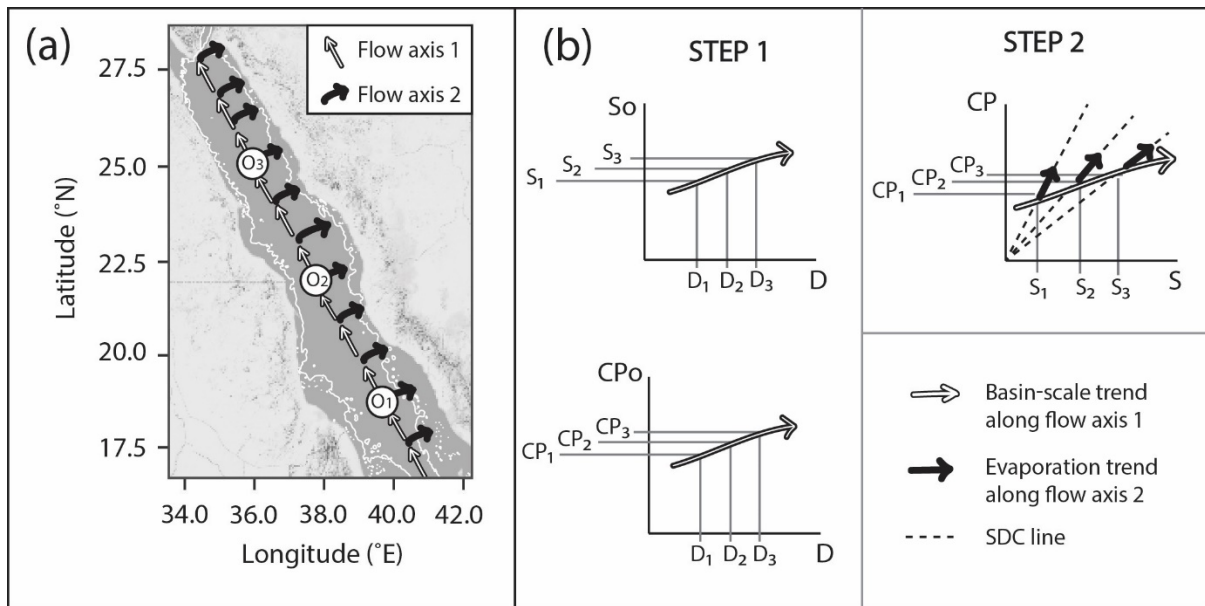 (a)
Flow axis 1
Flow axis 2
Latitude (°N)
27.5
25.0
22.5
20.0
17.5
O3
O2
O1
34.0 36.0 38.0 40.0 42.0
Longitude (°E)
(b)
STEP 1
So
S3
S2
S1
D1 D2 D3 D
CPo
CP3
CP2
CP1
D1 D2 D3 D
STEP 2
CP
CP3
CP2
CP1
S1 S2 S3 S
Basin-scale trend
along flow axis 1
Evaporation trend
along flow axis 2
SDC line